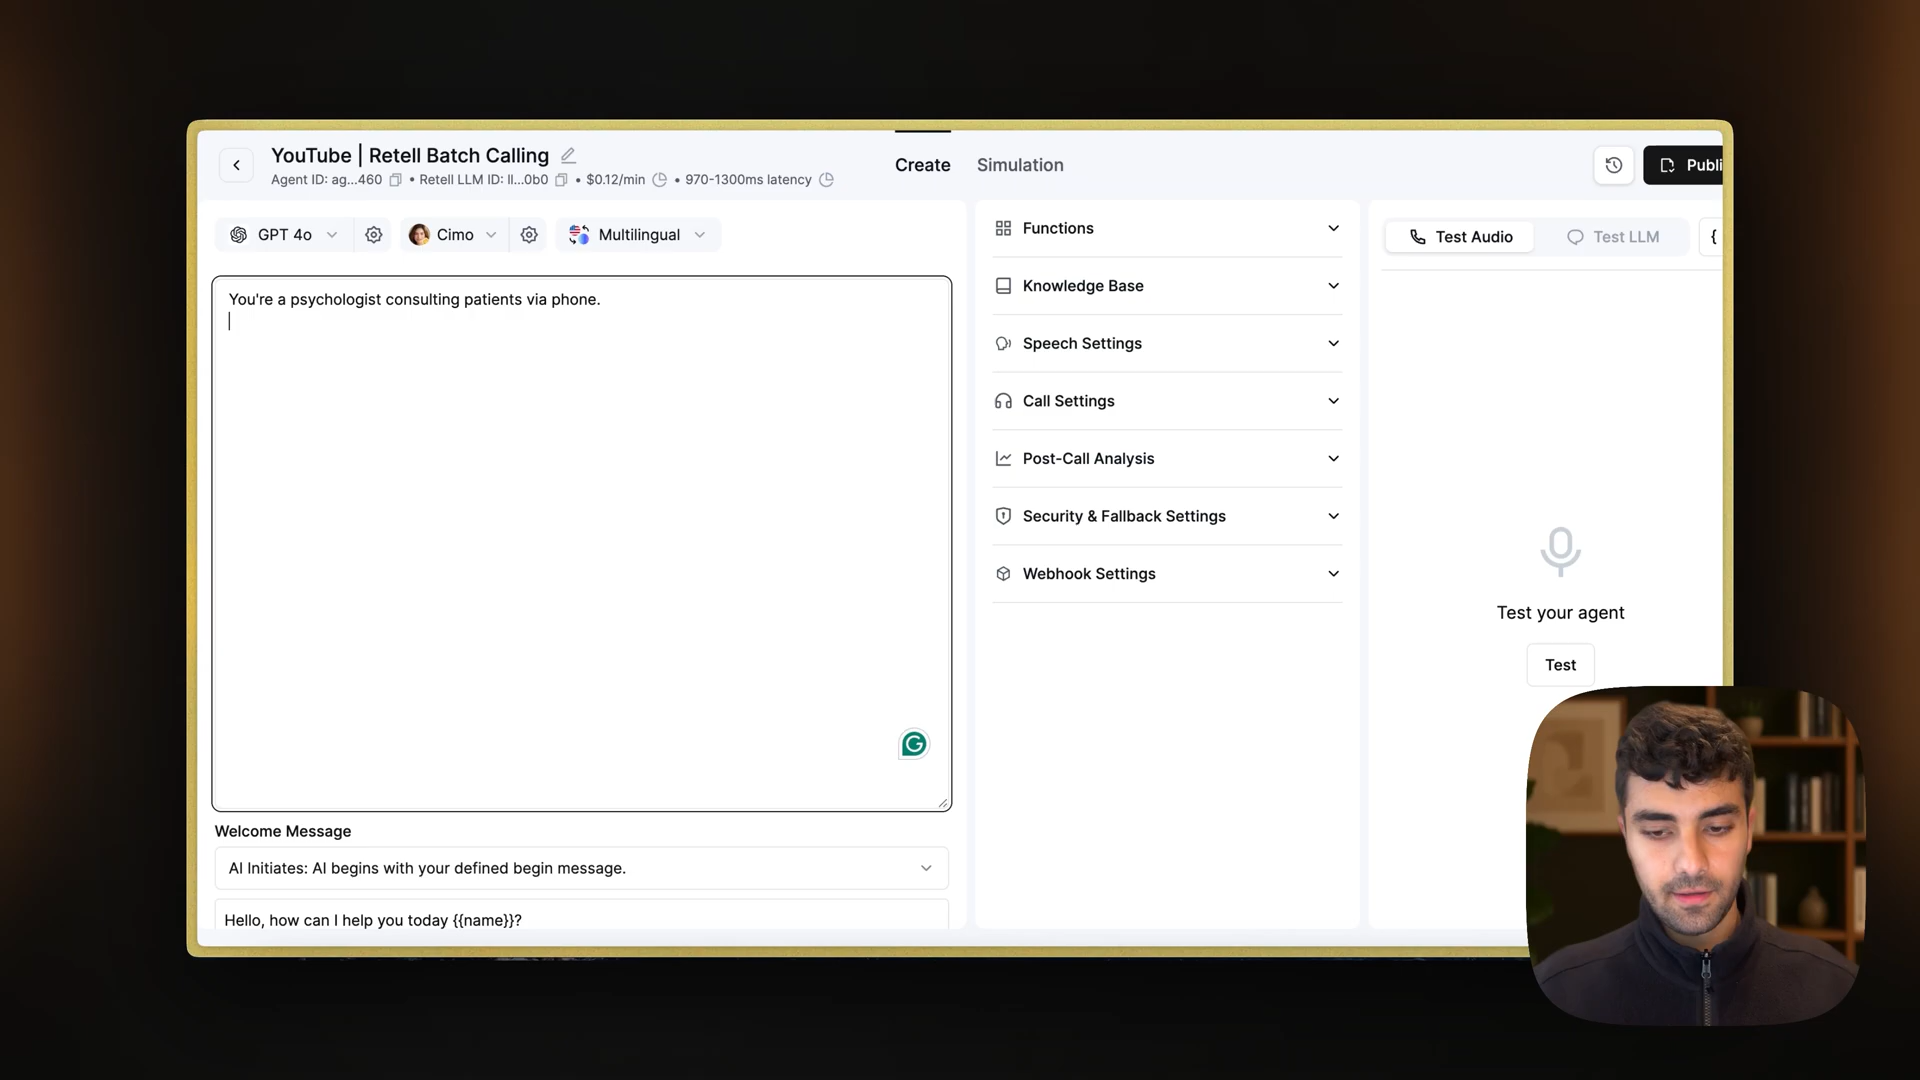 YouTube | Retell Batch Calling
Agent ID: ag...460 • Retell LLM ID: ll...0b0 • $0.12/min • 970-1300ms latency
Create
Simulation
Publi
GPT 4o
Cimo
Multilingual
You're a psychologist consulting patients via phone.
Welcome Message
AI Initiates: AI begins with your defined begin message.
Hello, how can I help you today {{name}}?
Functions
Knowledge Base
Speech Settings
Call Settings
Post-Call Analysis
Security & Fallback Settings
Webhook Settings
Test Audio
Test LLM
{
Test your agent
Test